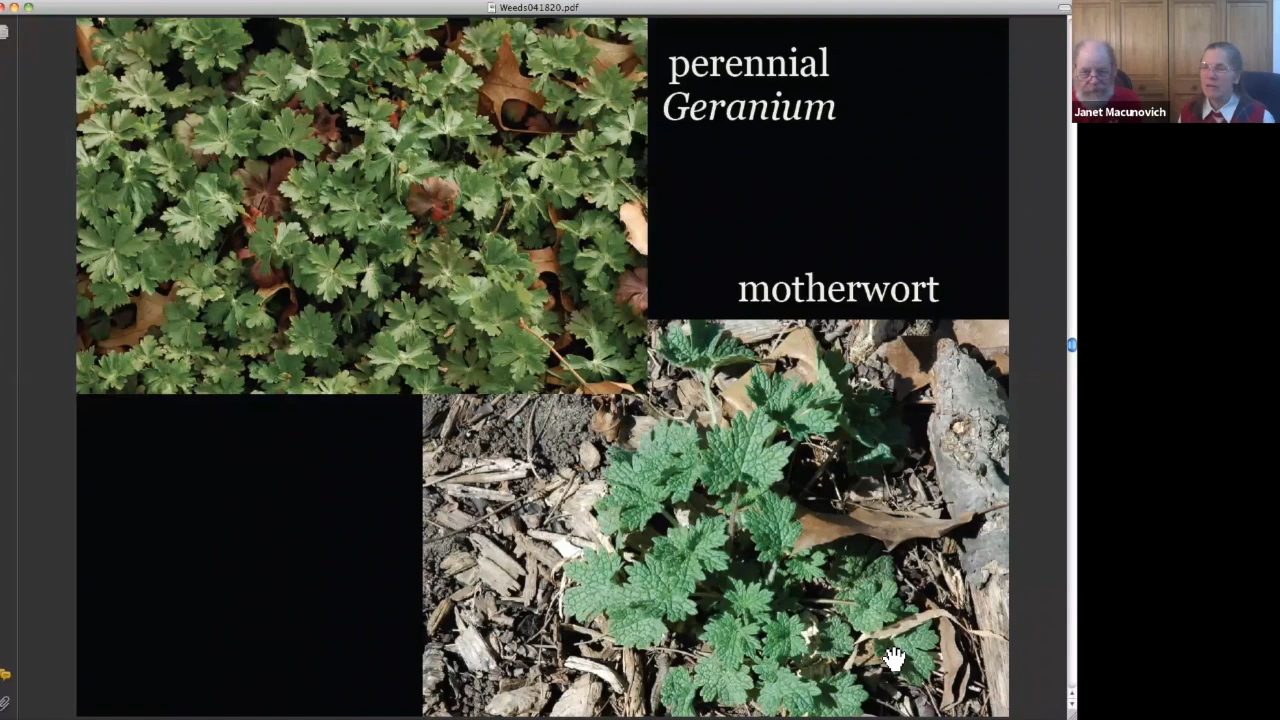 Weeds041820.pdf
perennial
Geranium
motherwort
Janet Macunovich